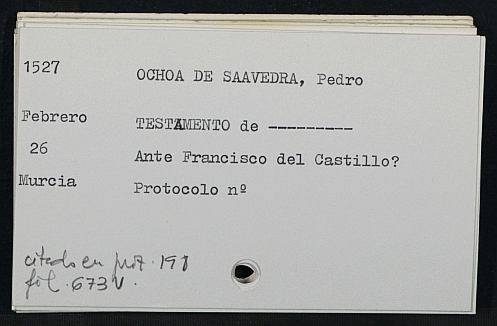 1527
OCHOA DE SAAVEDRA, Pedro
Febrero
TESTAMENTO de ---------
26
Ante Francisco del Castillo?
Murcia
Protocolo nº
citado en prot. 191
fol. 673 v.